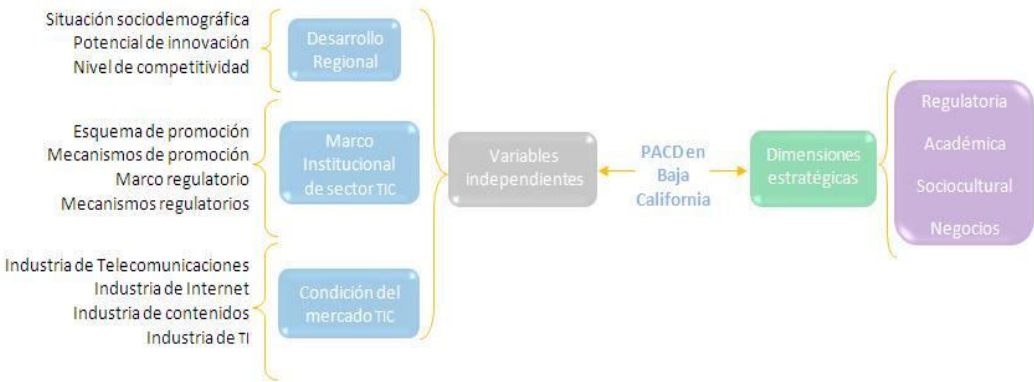 Situación sociodemográfica
Potencial de innovación
Nivel de competitividad
Desarrollo
Regional
Esquema de promoción
Mecanismos de promoción
Marco regulatorio
Mecanismos regulatorios
Marco
Institucional
de sector TIC
Industria de Telecomunicaciones
Industria de Internet
Industria de contenidos
Industria de TI
Condición del
mercado TIC
Variables
independientes
PACD en
Baja
California
Dimensiones
estratégicas
Regulatoria
Académica
Sociocultural
Negocios